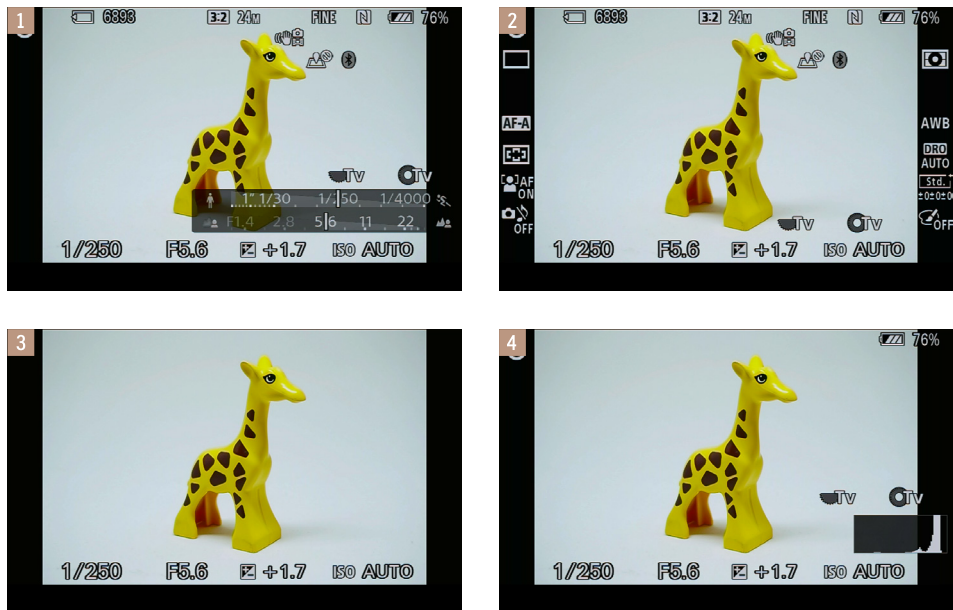 1
6893 3:2 24M FINE N 76%
Tv Tv
1" 1/30 1/250 1/4000
F1.4 2.8 5.6 11 22
1/250 F5.6 +1.7 ISO AUTO
2
6893 3:2 24M FINE N 76%
AF-A
AWB
DRO
AUTO
AF
ON
Std.
±0±0±0
OFF
OFF
Tv Tv
1/250 F5.6 +1.7 ISO AUTO
3
1/250 F5.6 +1.7 ISO AUTO
4
76%
Tv Tv
1/250 F5.6 +1.7 ISO AUTO